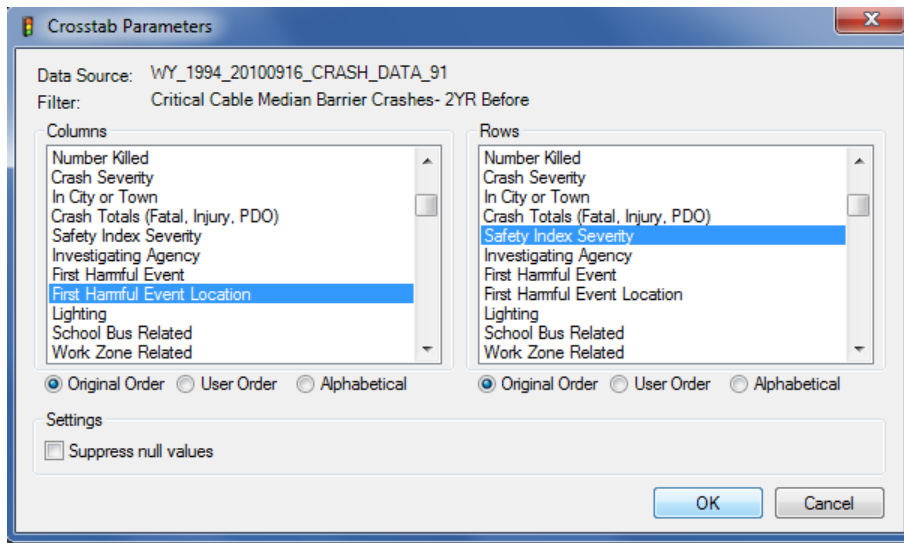 Crosstab Parameters
Data Source: WY_1994_20100916_CRASH_DATA_91
Filter: Critical Cable Median Barrier Crashes- 2YR Before
Columns
Number Killed
Crash Severity
In City or Town
Crash Totals (Fatal, Injury, PDO)
Safety Index Severity
Investigating Agency
First Harmful Event
First Harmful Event Location
Lighting
School Bus Related
Work Zone Related
Original Order User Order Alphabetical
Rows
Number Killed
Crash Severity
In City or Town
Crash Totals (Fatal, Injury, PDO)
Safety Index Severity
Investigating Agency
First Harmful Event
First Harmful Event Location
Lighting
School Bus Related
Work Zone Related
Original Order User Order Alphabetical
Settings
Suppress null values
OK Cancel